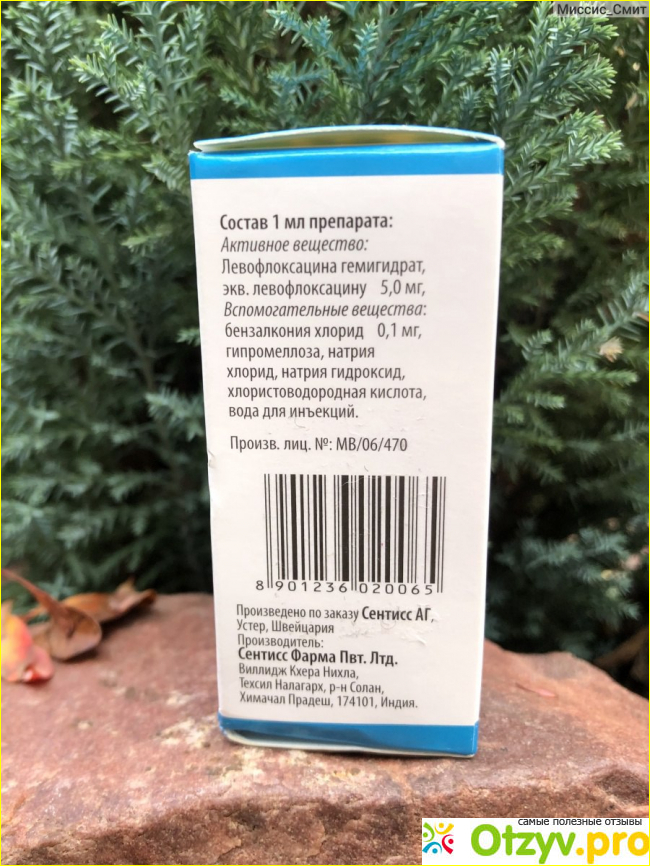 Миссис_Смит
Состав 1 мл препарата:
Активное вещество:
Левофлоксацина гемигидрат,
экв. левофлоксацину 5,0 мг,
Вспомогательные вещества:
бензалкония хлорид 0,1 мг,
гипромеллоза, натрия
хлорид, натрия гидроксид,
хлористоводородная кислота,
вода для инъекций.
Произв. лиц. №: МВ/06/470
8 901236 020065
Произведено по заказу Сентисс АГ,
Устер, Швейцария
Производитель:
Сентисс Фарма Пвт. Лтд.
Виллидж Кхера Нихла,
Техсил Налагарх, р-н Солан,
Химачал Прадеш, 174101, Индия.
самые полезные отзывы
Otzyv.pro